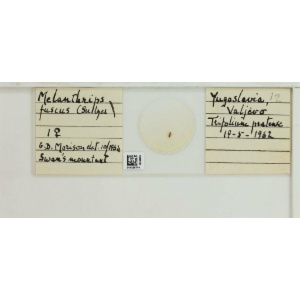 Melanthrips
fuscus (Sulzer)
1 ♀
G.D. Morison det 10/1964
Swan's mountant
Yugoslavia,
Valjevo
Trifolium pratense
19-5-1962